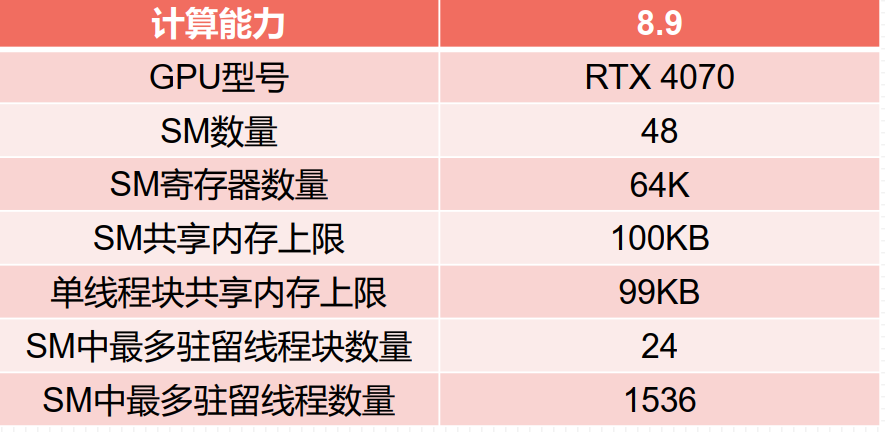 计算能力 8.9
GPU型号 RTX 4070
SM数量 48
SM寄存器数量 64K
SM共享内存上限 100KB
单线程块共享内存上限 99KB
SM中最多驻留线程块数量 24
SM中最多驻留线程数量 1536